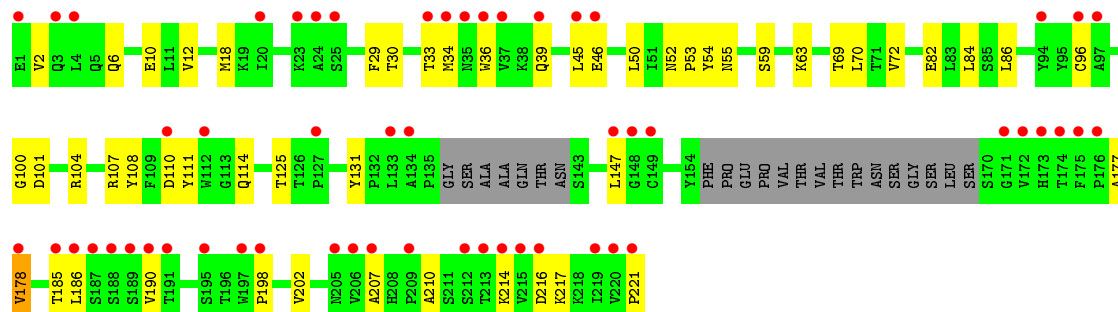 E1 V2 Q3 L4 Q5 Q6 E10 L11 V12 M18 K19 I20 K23 A24 S25 F29 T30 T33 M34 N35 W36 V37 K38 Q39 L45 E46 L50 I51 N52 P53 Y54 N55 S59 K63 T69 L70 T71 V72 E82 L83 L84 S85 L86 Y94 Y95 C96 A97
G100 D101 R104 R107 Y108 F109 D110 Y111 W112 G113 Q114 T125 T126 P127 Y131 P132 L133 A134 P135 GLY SER ALA ALA GLN THR ASN S143 L147 G148 C149 Y154 PHE PRO GLU PRO VAL THR VAL THR TRP ASN SER GLY SER LEU SER S170 G171 V172 H173 T174 F175 P176 A177
V178 T185 L186 S187 S188 S189 V190 T191 S195 T196 W197 P198 V202 N205 V206 A207 H208 P209 A210 S211 S212 T213 K214 V215 D216 K217 K218 I219 V220 P221